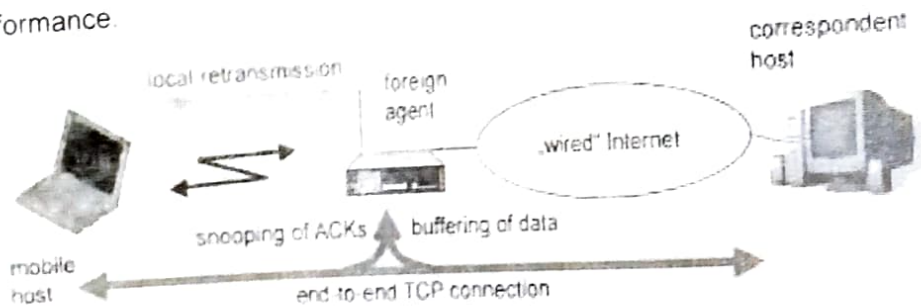 formance.
correspondent
host
local retransmission
foreign
agent
„wired“ Internet
snooping of ACKs
buffering of data
mobile
host
end-to-end TCP connection